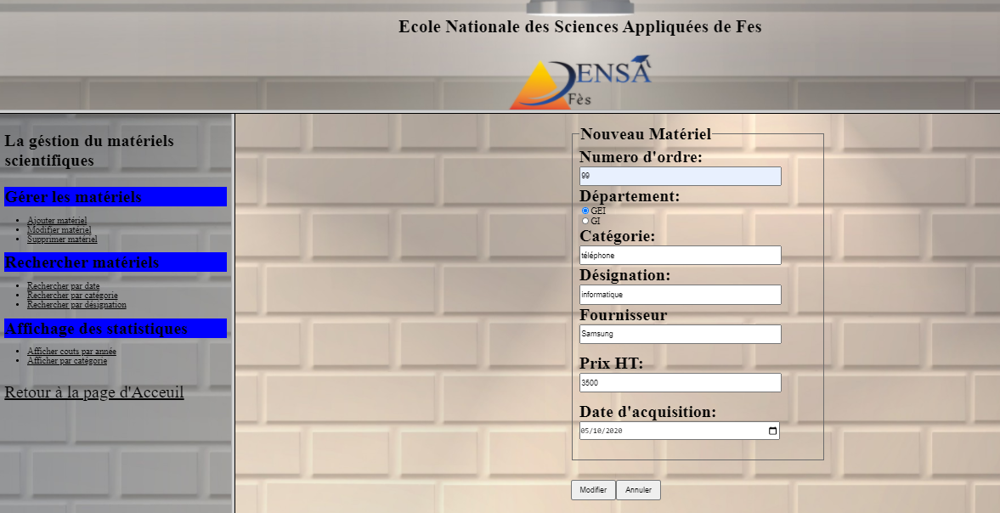 Ecole Nationale des Sciences Appliquées de Fes
ENSA
Fès
La géstion du matériels
scientifiques
Gérer les matériels
Ajouter matériel
Modifier matériel
Supprimer matériel
Rechercher matériels
Rechercher par date
Rechercher par catégorie
Rechercher par désignation
Affichage des statistiques
Afficher couts par année
Afficher par catégorie
Retour à la page d'Acceuil
Nouveau Matériel
Numero d'ordre:
99
Département:
GEI
GI
Catégorie:
téléphone
Désignation:
informatique
Fournisseur
Samsung
Prix HT:
3500
Date d'acquisition:
05/10/2020
Modifier Annuler